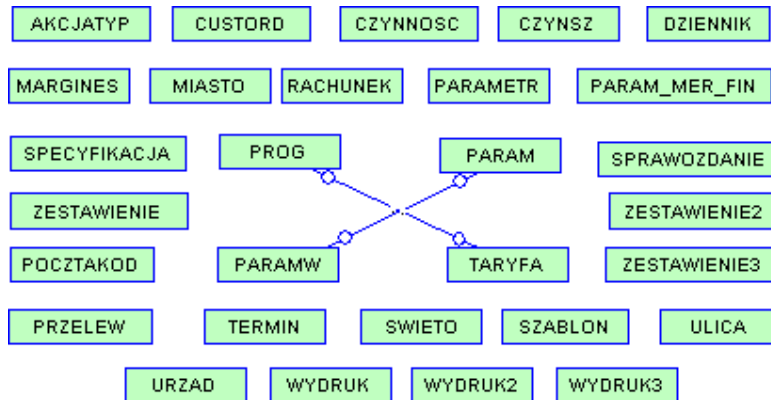 AKCJATYP CUSTORD CZYNNOSC CZYNSZ DZIENNIK
MARGINES MIASTO RACHUNEK PARAMETR PARAM_MER_FIN
SPECYFIKACJA PROG PARAM SPRAWOZDANIE
ZESTAWIENIE ZESTAWIENIE2
POCZTAKOD PARAMW TARYFA ZESTAWIENIE3
PRZELEW TERMIN SWIETO SZABLON ULICA
URZAD WYDRUK WYDRUK2 WYDRUK3